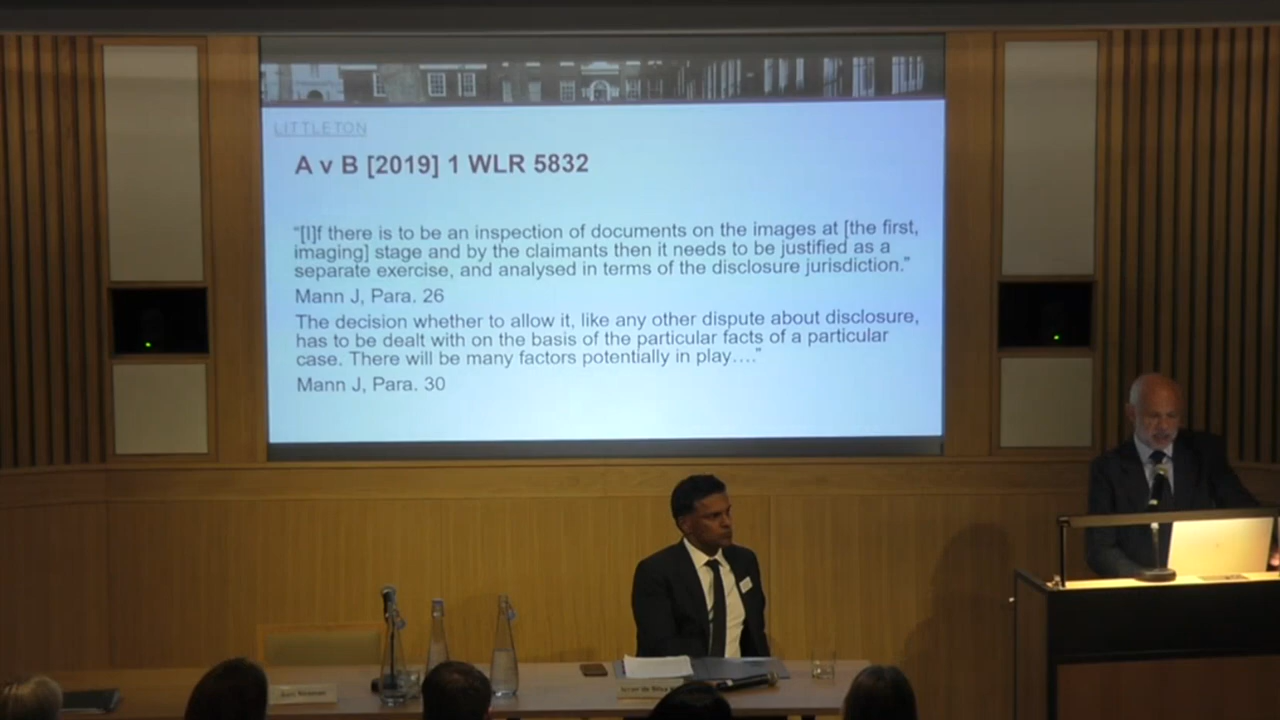 LITTLETON
A v B [2019] 1 WLR 5832
“[I]f there is to be an inspection of documents on the images at [the first,
imaging] stage and by the claimants then it needs to be justified as a
separate exercise, and analysed in terms of the disclosure jurisdiction.”
Mann J, Para. 26
The decision whether to allow it, like any other dispute about disclosure,
has to be dealt with on the basis of the particular facts of a particular
case. There will be many factors potentially in play….”
Mann J, Para. 30
de Silva